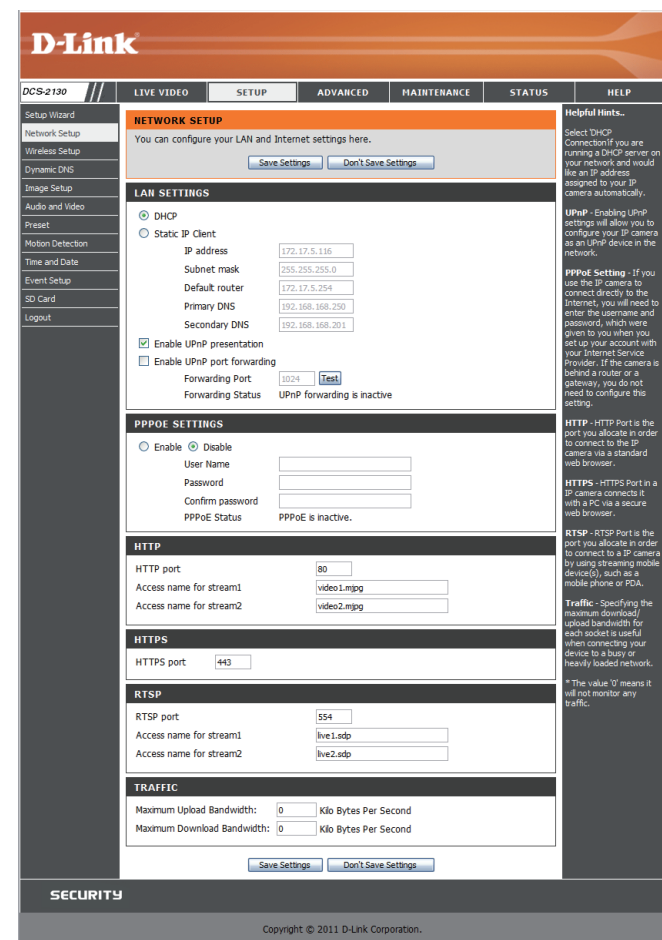 D-Link
DCS-2130
LIVE VIDEO
SETUP
ADVANCED
MAINTENANCE
STATUS
HELP
Setup Wizard
Network Setup
Wireless Setup
Dynamic DNS
Image Setup
Audio and Video
Preset
Motion Detection
Time and Date
Event Setup
SD Card
Logout
NETWORK SETUP
You can configure your LAN and Internet settings here.
Save Settings Don't Save Settings
LAN SETTINGS
DHCP
Static IP Client
IP address 172.17.5.116
Subnet mask 255.255.255.0
Default router 172.17.5.254
Primary DNS 192.168.168.250
Secondary DNS 192.168.168.201
Enable UPnP presentation
Enable UPnP port forwarding
Forwarding Port 1024 Test
Forwarding Status UPnP forwarding is inactive
PPPOE SETTINGS
Enable Disable
User Name
Password
Confirm password
PPPoE Status PPPoE is inactive.
HTTP
HTTP port 80
Access name for stream1 video1.mjpg
Access name for stream2 video2.mjpg
HTTPS
HTTPS port 443
RTSP
RTSP port 554
Access name for stream1 live1.sdp
Access name for stream2 live2.sdp
TRAFFIC
Maximum Upload Bandwidth: 0 Kilo Bytes Per Second
Maximum Download Bandwidth: 0 Kilo Bytes Per Second
Save Settings Don't Save Settings
Helpful Hints..
Select 'DHCP
Connection'if you are
running a DHCP server on
your network and would
like an IP address
assigned to your IP
camera automatically.
UPnP - Enabling UPnP
settings will allow you to
configure your IP camera
as an UPnP device in the
network.
PPPoE Setting - If you
use the IP camera to
connect directly to the
Internet, you will need to
enter the username and
password, which were
given to you when you
set up your account with
your Internet Service
Provider. If the camera is
behind a router or a
gateway, you do not
need to configure this
setting.
HTTP - HTTP Port is the
port you allocate in order
to connect to the IP
camera via a standard
web browser.
HTTPS - HTTPS Port in a
IP camera connects it
with a PC via a secure
web browser.
RTSP - RTSP Port is the
port you allocate in order
to connect to a IP camera
by using streaming mobile
device(s), such as a
mobile phone or PDA.
Traffic - Specifying the
maximum download/
upload bandwidth for
each socket is useful
when connecting your
device to a busy or
heavily loaded network.
* The value '0' means it
will not monitor any
traffic.
SECURITY
Copyright © 2011 D-Link Corporation.